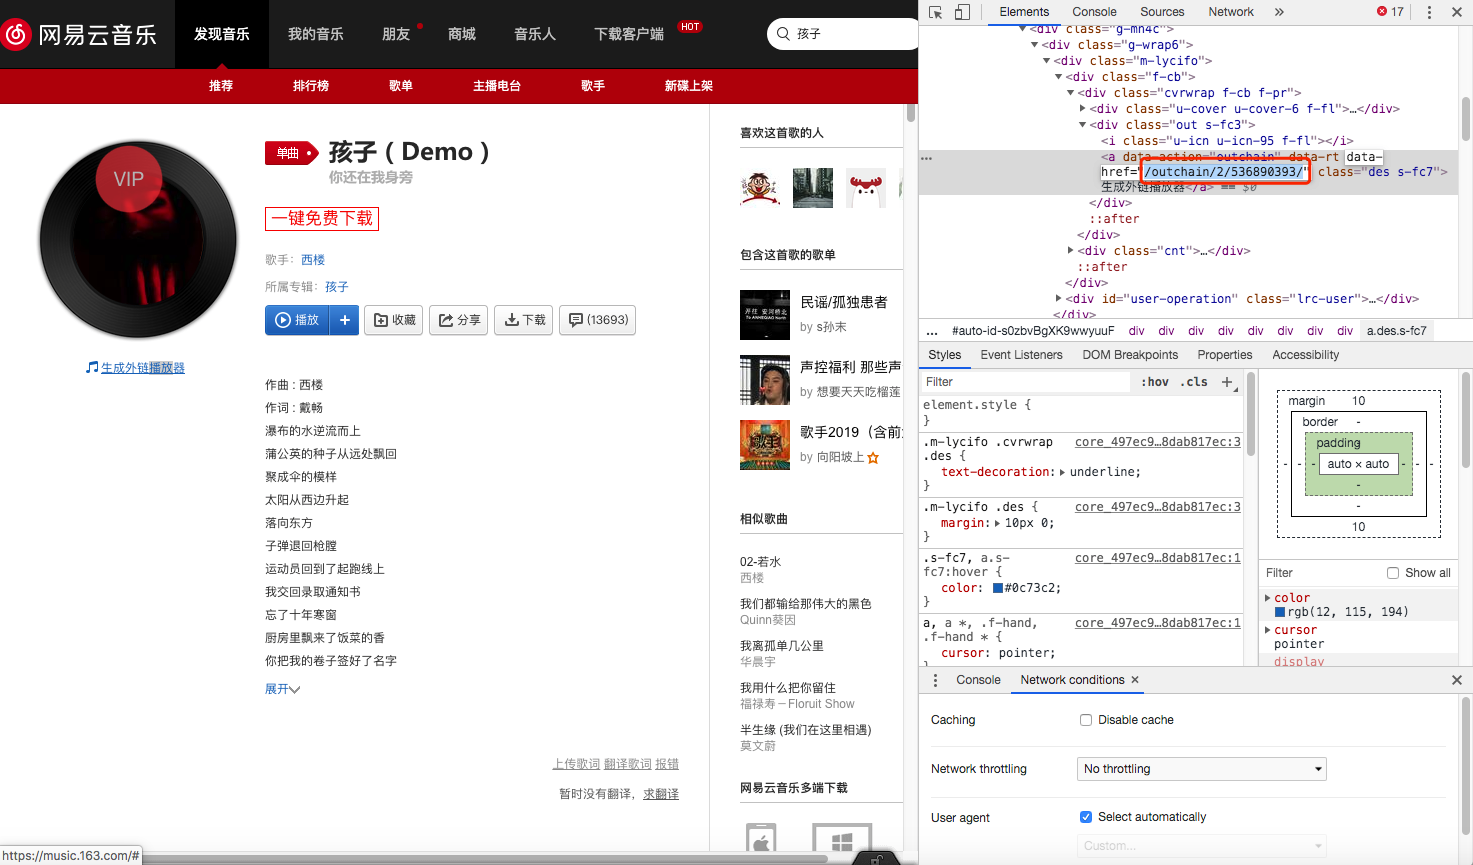 网易云音乐
发现音乐
我的音乐
朋友
商城
音乐人
下载客户端
HOT
孩子
推荐
排行榜
歌单
主播电台
歌手
新碟上架
VIP
单曲
孩子 ( Demo )
你还在我身旁
一键免费下载
歌手：西楼
所属专辑：孩子
播放
+
收藏
分享
下载
(13693)
生成外链播放器
作曲 : 西楼
作词 : 戴畅
瀑布的水逆流而上
蒲公英的种子从远处飘回
聚成伞的模样
太阳从西边升起
落向东方
子弹退回枪膛
运动员回到了起跑线上
我交回录取通知书
忘了十年寒窗
厨房里飘来了饭菜的香
你把我的卷子签好了名字
展开
上传歌词 翻译歌词 报错
暂时没有翻译，求翻译
喜欢这首歌的人
包含这首歌的歌单
民谣/孤独患者
by s孙末
声控福利 那些声
by 想要天天吃榴莲
歌手2019（含前
by 向阳坡上
相似歌曲
02-若水
西楼
我们都输给那伟大的黑色
Quinn葵因
我离孤单几公里
华晨宇
我用什么把你留住
福禄寿－Floruit Show
半生缘 (我们在这里相遇)
莫文蔚
网易云音乐多端下载
https://music.163.com/#
Elements
Console
Sources
Network
»
17
<div class="g-mn4c">
<div class="g-wrap6">
<div class="m-lycifo">
<div class="f-cb">
<div class="cvrwrap f-cb f-pr">
<div class="u-cover u-cover-6 f-fl">…</div>
<div class="out s-fc3">
<i class="u-icn u-icn-95 f-fl"></i>
<a data-action="outchain" data-rt data-
href="/outchain/2/536890393/" class="des s-fc7">
生成外链播放器</a> == $0
</div>
::after
</div>
<div class="cnt">…</div>
::after
</div>
<div id="user-operation" class="lrc-user">…</div>
</div>
... #auto-id-s0zbvBgXK9wwyuuF div div div div div div div div a.des.s-fc7
Styles
Event Listeners
DOM Breakpoints
Properties
Accessibility
Filter
:hov .cls +
element.style {
}
.m-lycifo .cvrwrap core_497ec9…8dab817ec:3
.des {
text-decoration: underline;
}
.m-lycifo .des { core_497ec9…8dab817ec:3
margin: 10px 0;
}
.s-fc7, a.s- core_497ec9…8dab817ec:1
fc7:hover {
color: #0c73c2;
}
a, a *, .f-hand, core_497ec9…8dab817ec:1
.f-hand * {
cursor: pointer;
}
margin 10
border -
padding
- - - auto × auto - - -
-
-
10
Filter
Show all
color
rgb(12, 115, 194)
cursor
pointer
display
Console
Network conditions ×
Caching
Disable cache
Network throttling
No throttling
User agent
Select automatically
Custom...